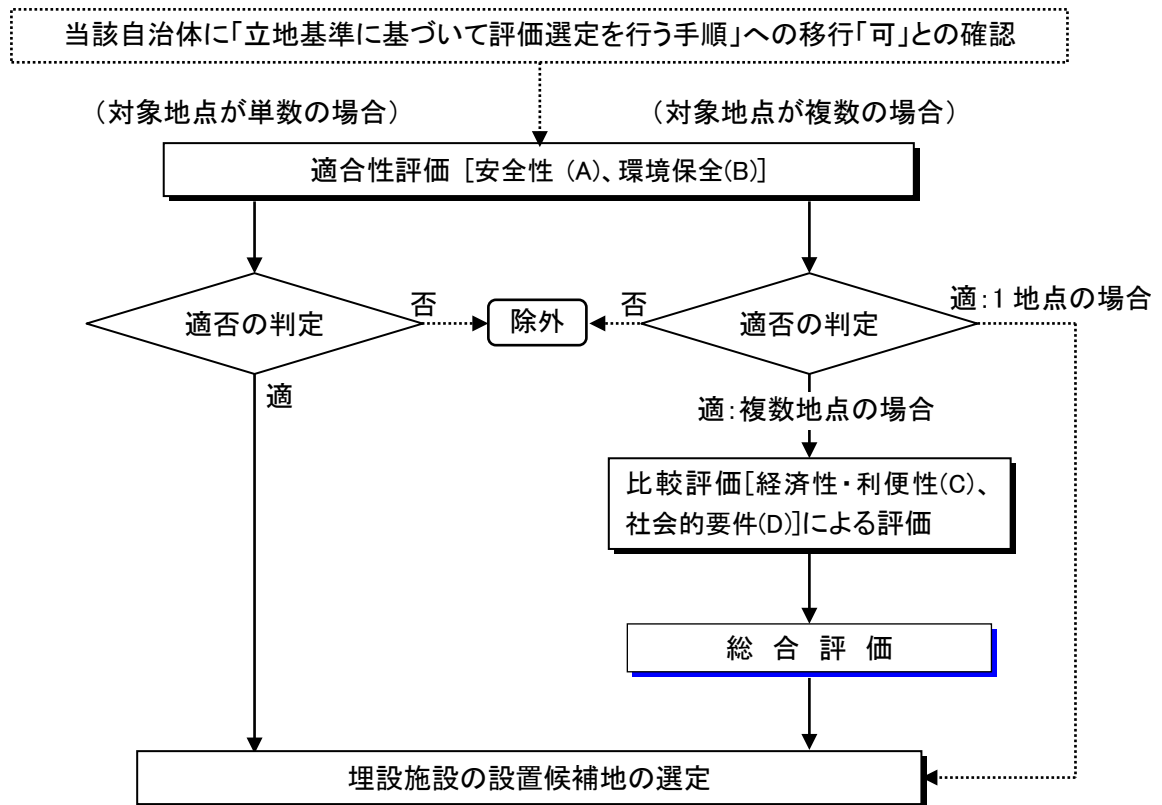 当該自治体に「立地基準に基づいて評価選定を行う手順」への移行「可」との確認
（対象地点が単数の場合）
（対象地点が複数の場合）
適合性評価 [安全性 (A)、環境保全(B)]
適否の判定
否
除外
否
適否の判定
適：1 地点の場合
適
適：複数地点の場合
比較評価[経済性・利便性(C)、
社会的要件(D)]による評価
総 合 評 価
埋設施設の設置候補地の選定